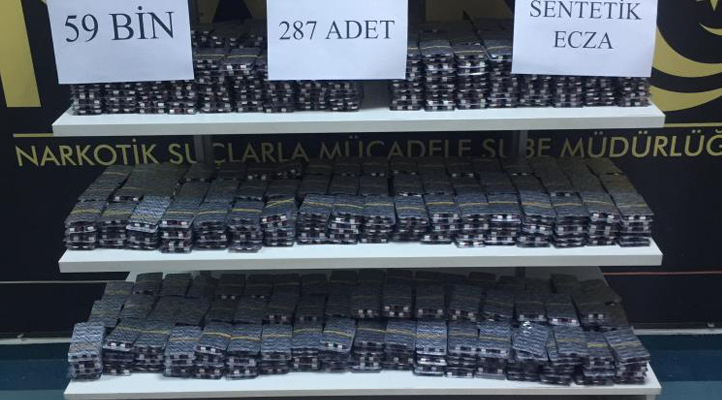 59 BİN
287 ADET
SENTETİK
ECZA
NARKOTİK SUÇLARLA MÜCADELE ŞUBE MÜDÜRLÜĞ